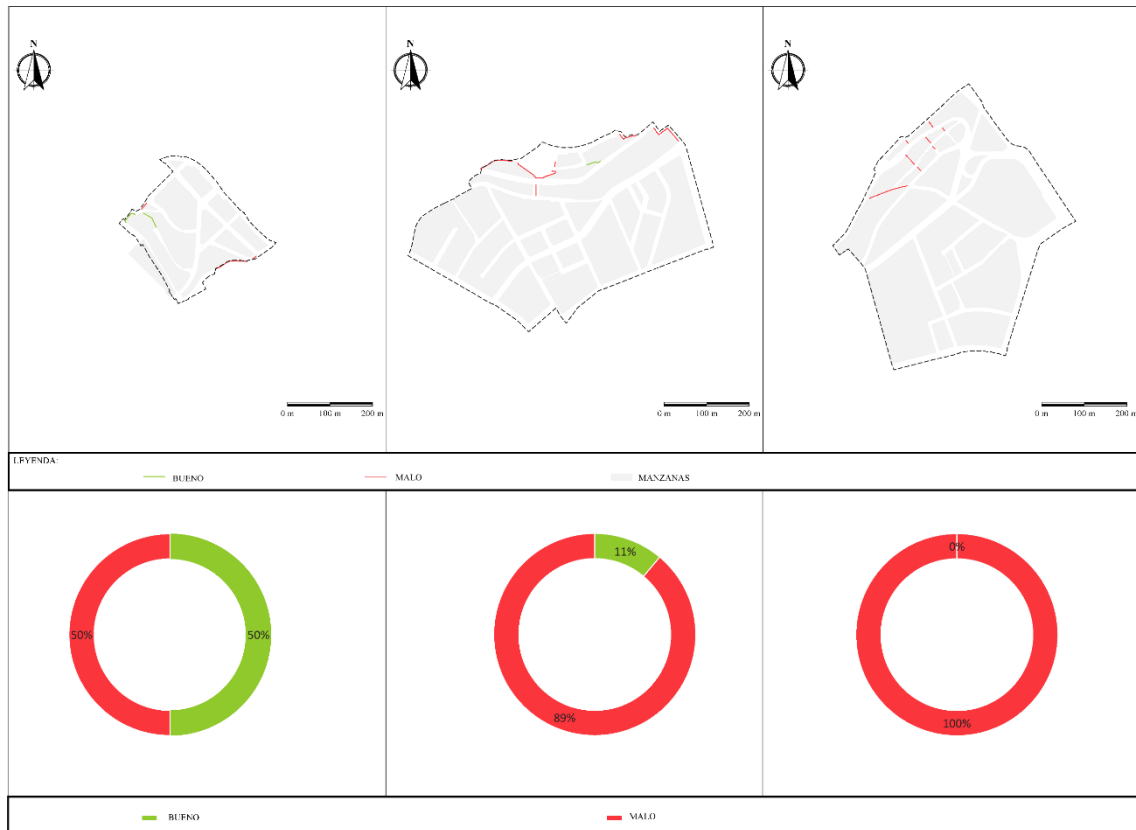 N
N
N
0 m 100 m 200 m
0 m 100 m 200 m
0 m 100 m 200 m
LEYENDA:
BUENO MALO MANZANAS
50% 50%
11%
89%
0%
100%
BUENO MALO